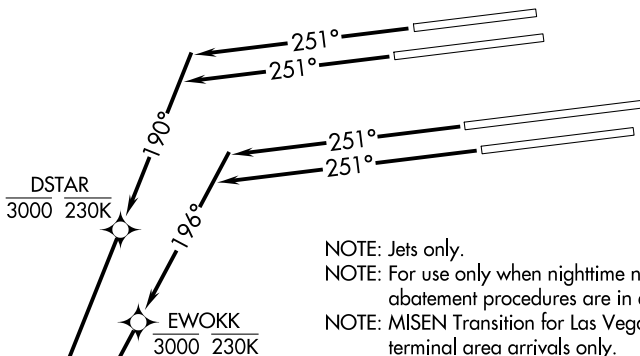 251°
251°
190°
251°
251°
DSTAR
3000 230K
196°
NOTE: Jets only.
NOTE: For use only when nighttime
abatement procedures are in
EWOKK
3000 230K
NOTE: MISEN Transition for Las
terminal area arrivals only.